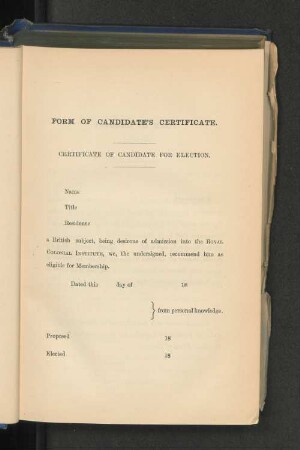 FORM OF CANDIDATE'S CERTIFICATE.
CERTIFICATE OF CANDIDATE FOR ELECTION.
Name
Title
Residence
a British subject, being desirous of admission into the ROYAL
COLONIAL INSTITUTE, we, the undersigned, recommend him as
eligible for Membership.
Dated this day of 18
} from personal knowledge.
Proposed 18
Elected 18